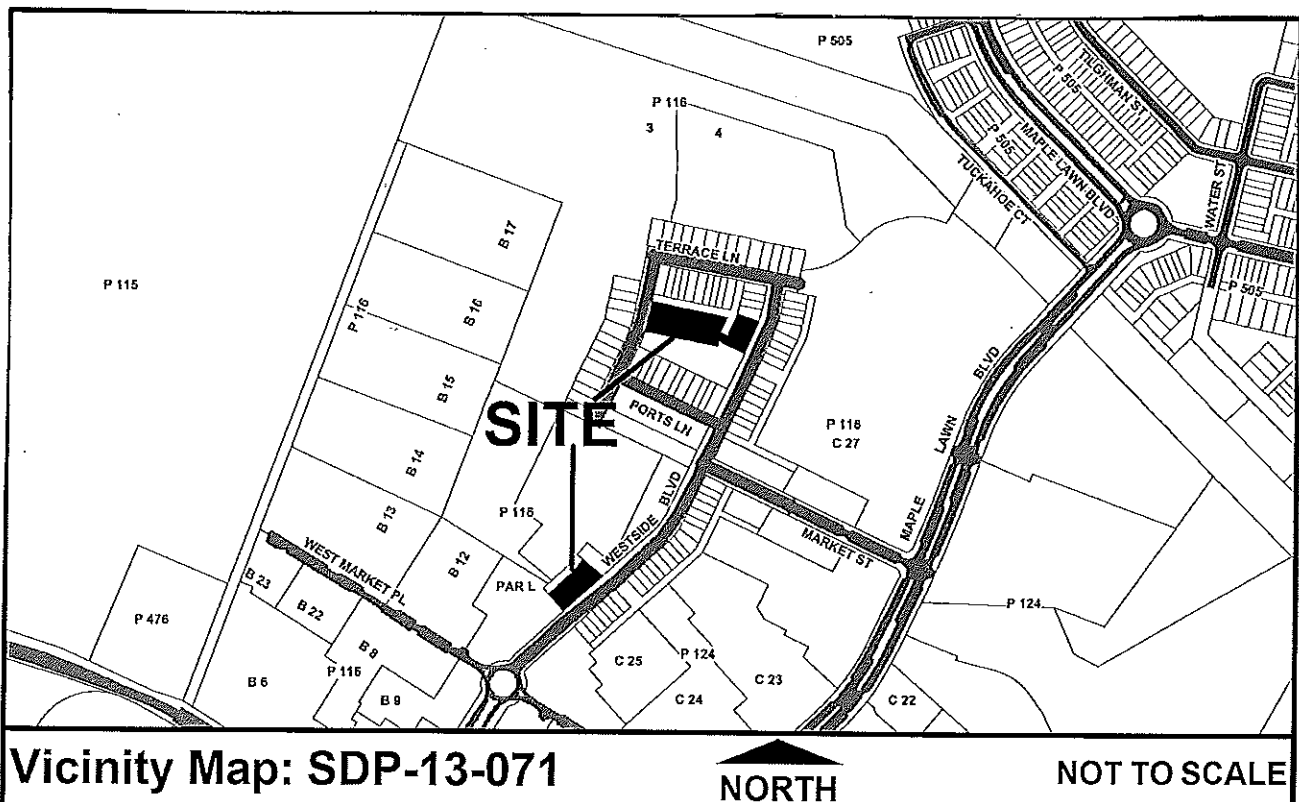 P 505
P 116
3
4
TILGHMAN ST
P 505
P 505
MAPLE LAWN BLVD
TUCKAHOE CT
WATER ST
P 505
B 17
TERRACE LN
P 115
P 116
B 16
B 15
SITE
PORTS LN
P 116
C 27
BLVD
LAWN
MAPLE
B 14
P 116
WESTSIDE BLVD
MARKET ST
B 13
WEST MARKET PL
B 12
PAR L
B 23
B 22
P 476
B 8
P 116
B 6
B 9
C 25
P 124
C 23
C 24
C 22
P 124
Vicinity Map: SDP-13-071
NORTH
NOT TO SCALE